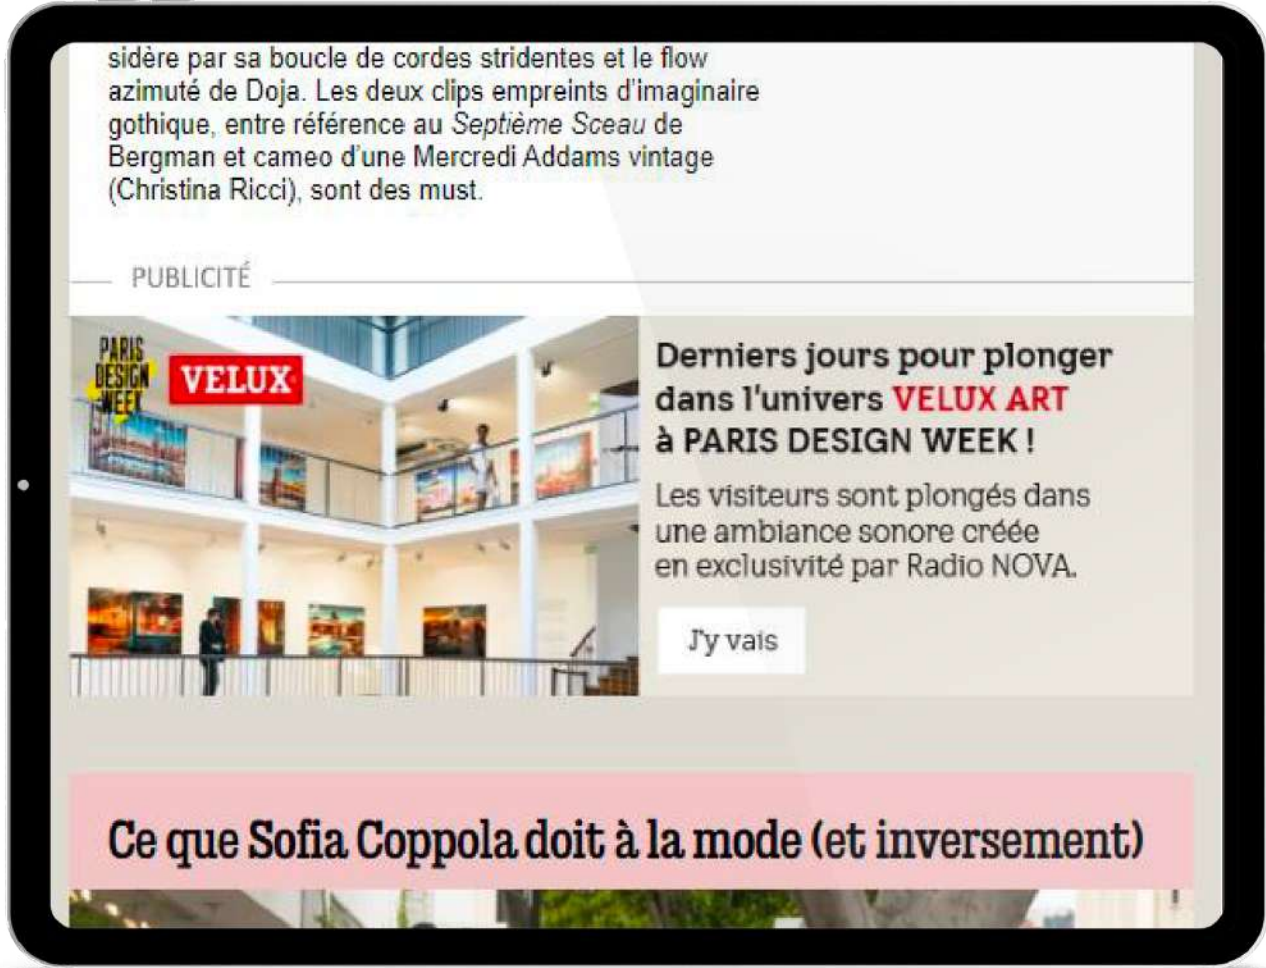 sidère par sa boucle de cordes stridentes et le flow
azimuté de Doja. Les deux clips empreints d'imaginaire
gothique, entre référence au Septième Sceau de
Bergman et cameo d'une Mercredi Addams vintage
(Christina Ricci), sont des must.
PUBLICITÉ
PARIS
DESIGN
WEEK
VELUX
Derniers jours pour plonger
dans l'univers VELUX ART
à PARIS DESIGN WEEK !
Les visiteurs sont plongés dans
une ambiance sonore créée
en exclusivité par Radio NOVA.
J'y vais
Ce que Sofia Coppola doit à la mode (et inversement)